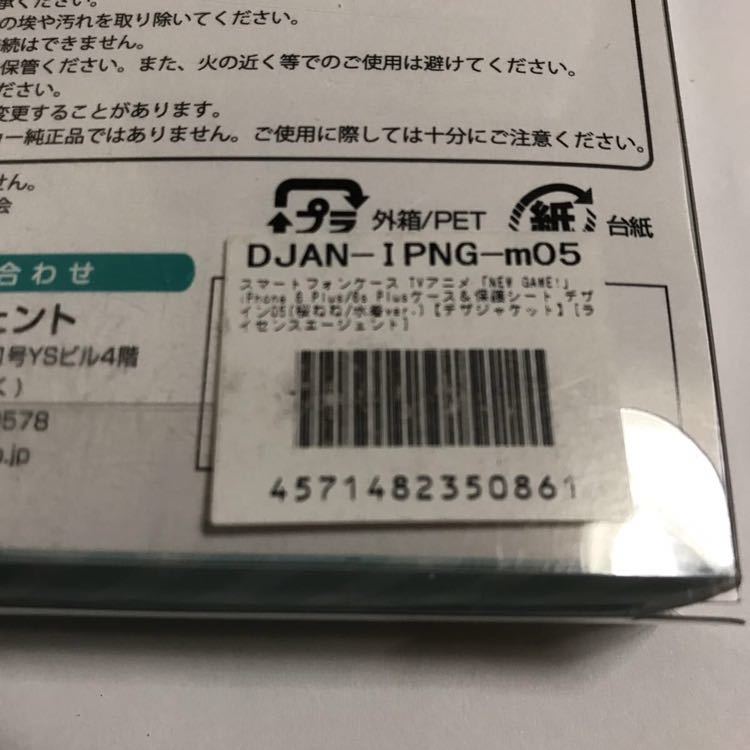 承ください。
の埃や汚れを取り除いてください。
続はできません。
保管ください。また、火の近く等でのご使用は避けてください。
ださい。
変更することがあります。
カー純正品ではありません。ご使用に際しては十分にご注意ください。
せん。
会
プラ
外箱/PET
紙
台紙
合わせ
ェント
号YSビル4階
く)
9578
o.jp
DJAN-IPNG-m05
スマートフォンケース TVアニメ「NEW GAME!」
iPhone 6 Plus/6s Plusケース&保護シート デザ
イン05(桜ねね/水着ver.)【デザジャケット】[ラ
イセンスエージェント]
4571482350861